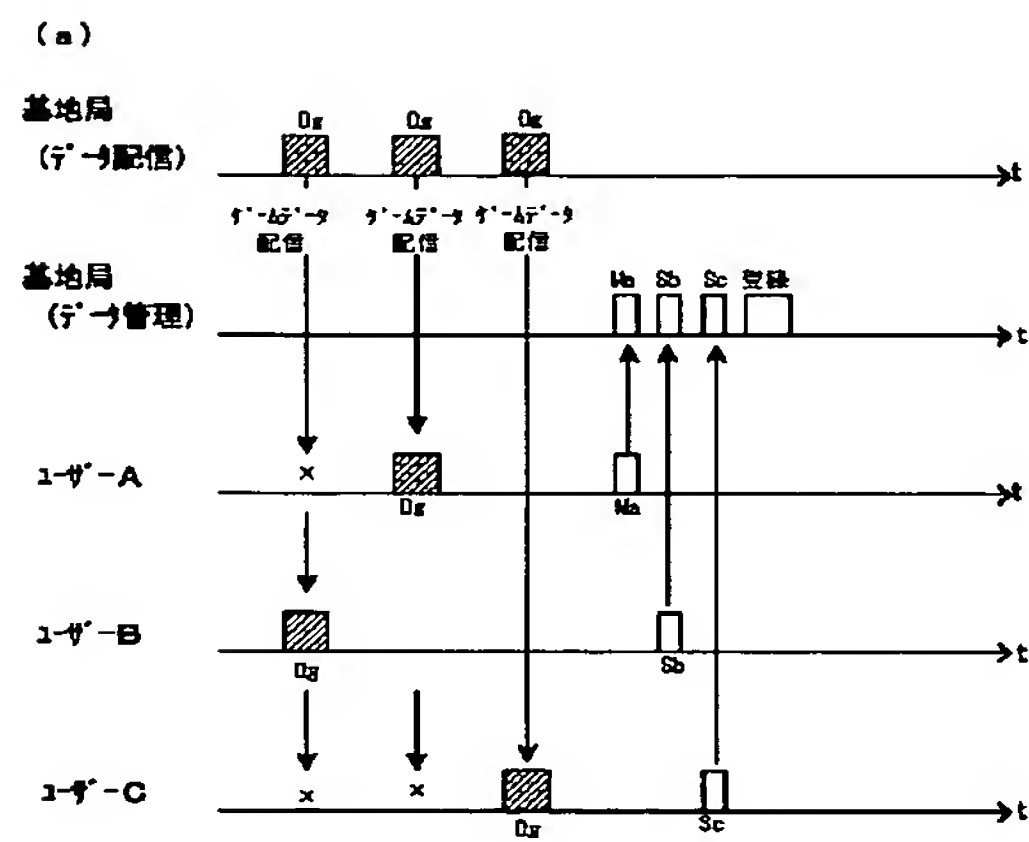 (a)
基地局
(ﾃﾞｰﾀ配信)
Dg Dg Dg
t
ｹﾞｰﾑﾃﾞｰﾀ ｹﾞｰﾑﾃﾞｰﾀ ｹﾞｰﾑﾃﾞｰﾀ
配信 配信 配信
基地局
(ﾃﾞｰﾀ管理)
Sb Sc 登録
t
ﾕｰｻﾞｰA
×
Dg
t
ﾕｰｻﾞｰB
Dg
Sb
t
ﾕｰｻﾞｰC
× ×
Dg
Sc
t